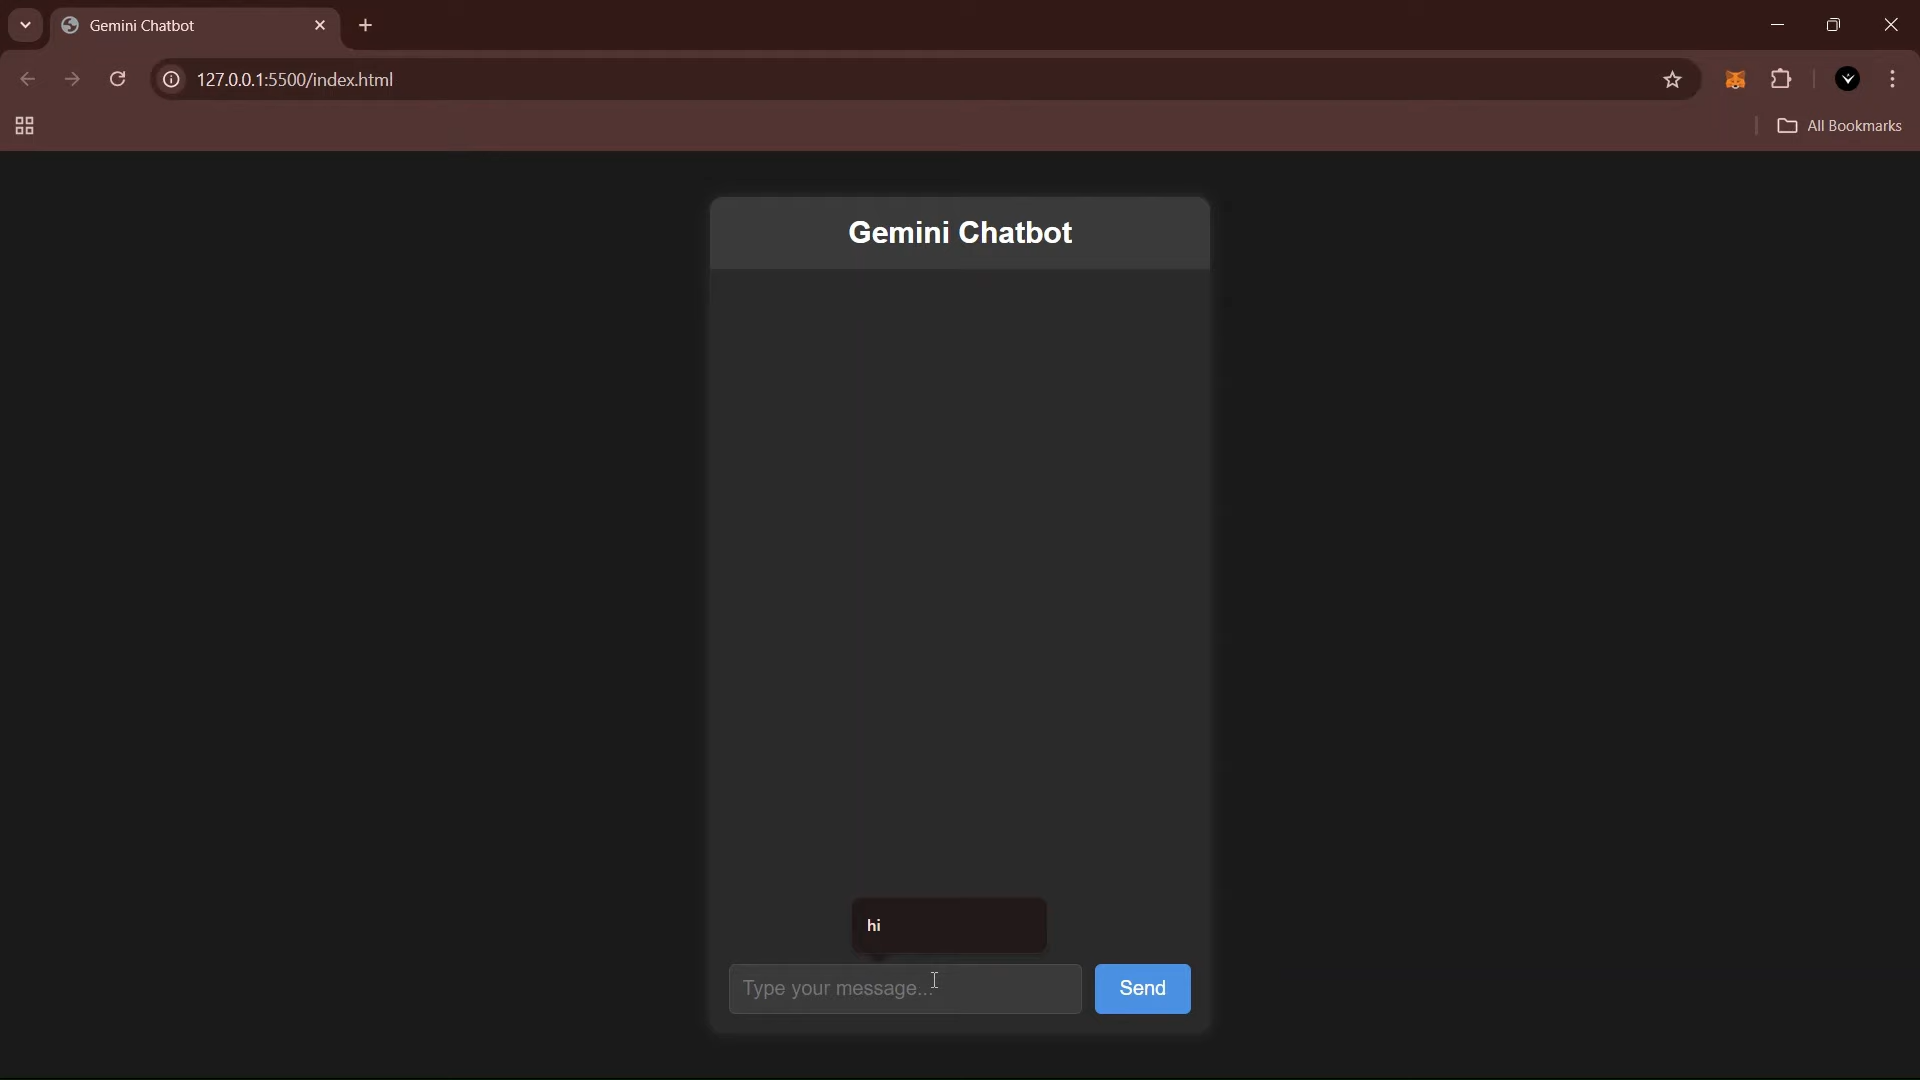 Gemini Chatbot
127.0.0.1:5500/index.html
All Bookmarks
Gemini Chatbot
hi
Type your message...
Send